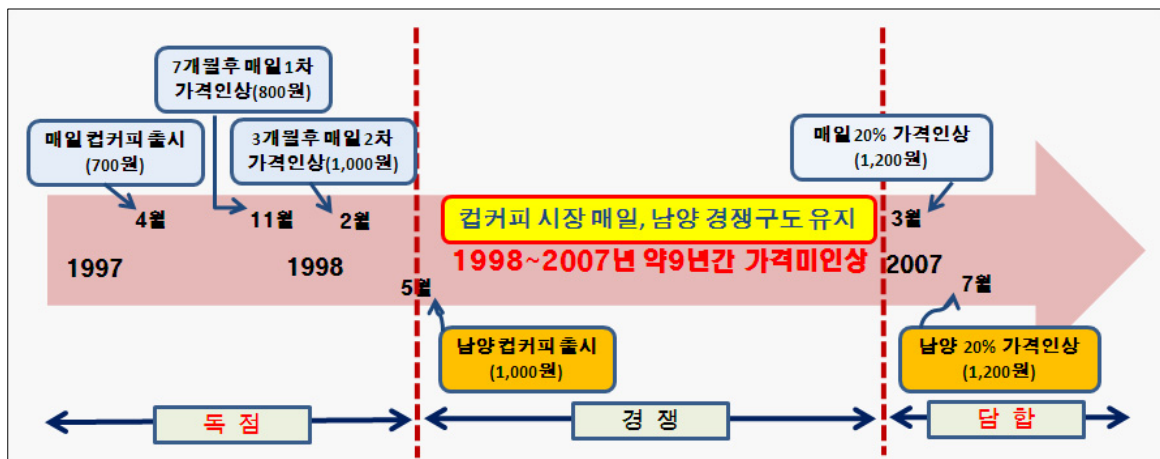 7개월후 매일 1차
가격인상(800원)
매일 컵커피 출시
(700원)
3개월후 매일 2차
가격인상(1,000원)
매일 20% 가격인상
(1,200원)
4월
11월
2월
컵커피 시장 매일, 남양 경쟁구도 유지
3월
1997
1998
1998~2007년 약9년간 가격미인상
2007
5월
7월
남양 컵커피 출시
(1,000원)
남양 20% 가격인상
(1,200원)
독 점
경 쟁
담 합